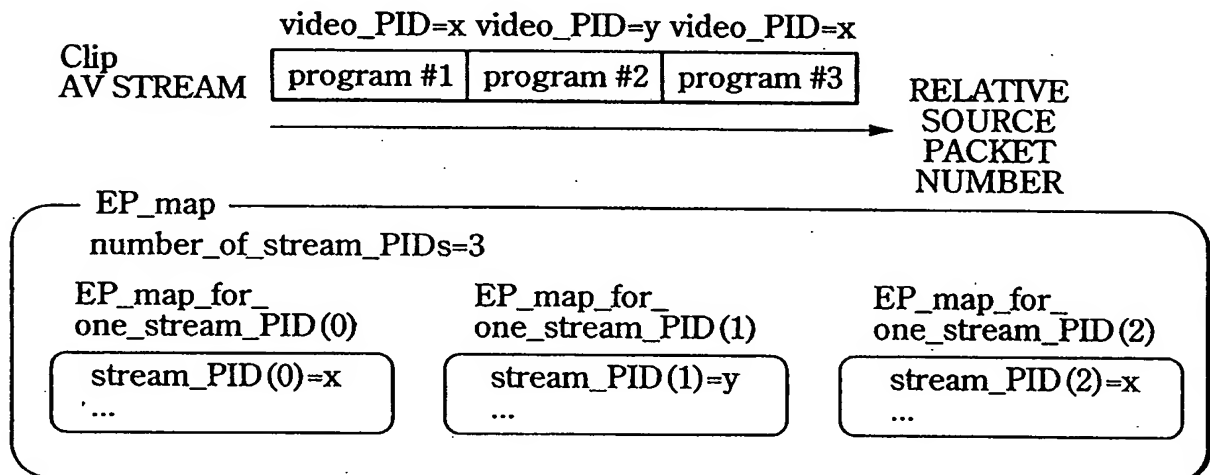 video_PID=x video_PID=y video_PID=x
Clip
AV STREAM
program #1 program #2 program #3
RELATIVE
SOURCE
PACKET
NUMBER
EP_map
number_of_stream_PIDs=3
EP_map_for_
one_stream_PID(0)
stream_PID(0)=x
...
EP_map_for_
one_stream_PID(1)
stream_PID(1)=y
...
EP_map_for_
one_stream_PID(2)
stream_PID(2)=x
...